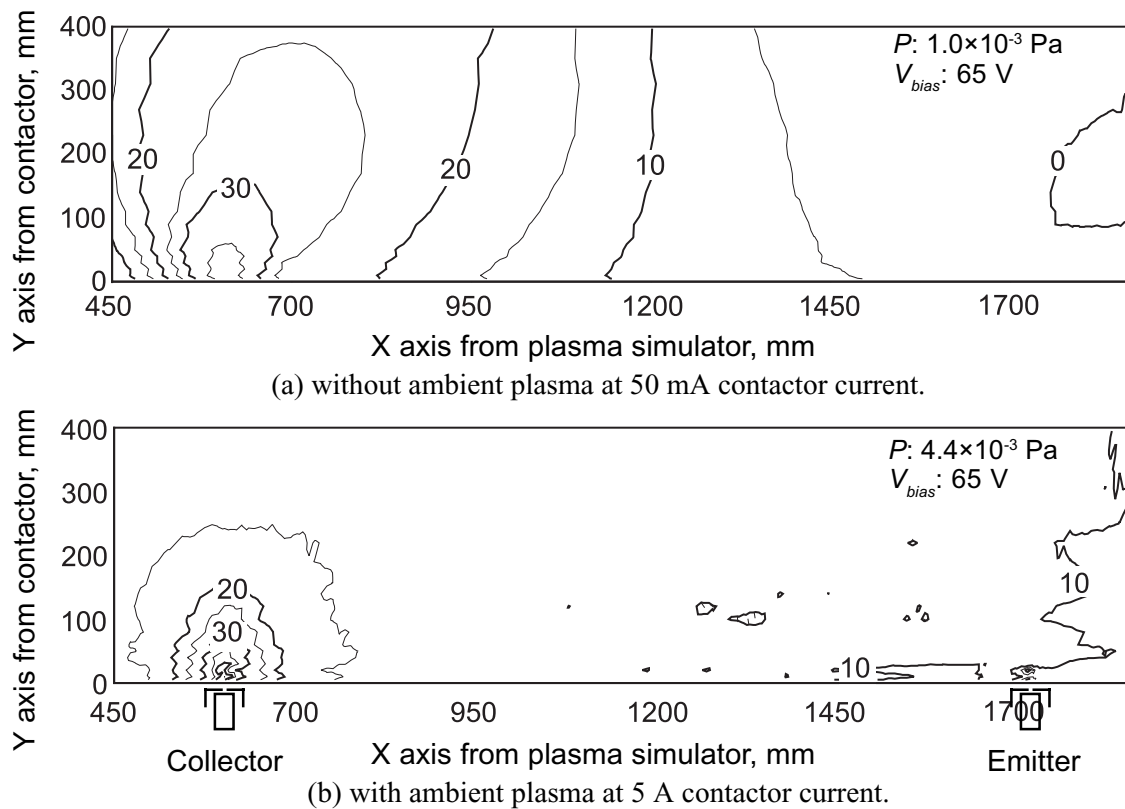 400
P: 1.0×10⁻³ Pa
V_bias: 65 V
300
Y axis from contactor, mm
200
20
30
20
10
0
100
0
450 700 950 1200 1450 1700
X axis from plasma simulator, mm
(a) without ambient plasma at 50 mA contactor current.
400
P: 4.4×10⁻³ Pa
V_bias: 65 V
300
Y axis from contactor, mm
200
20
10
100
30
10
0
450 700 950 1200 1450 1700
X axis from plasma simulator, mm
Collector
Emitter
(b) with ambient plasma at 5 A contactor current.